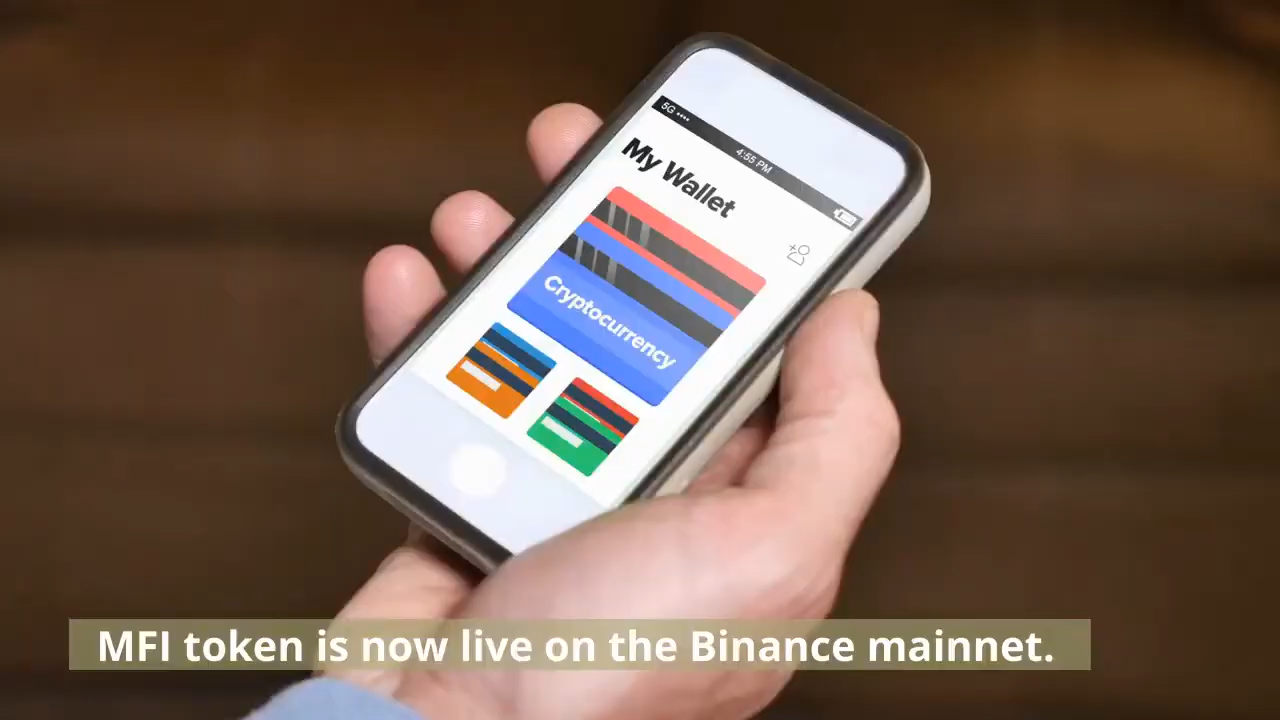 5G
4:55 PM
My Wallet
Cryptocurrency
MFI token is now live on the Binance mainnet.